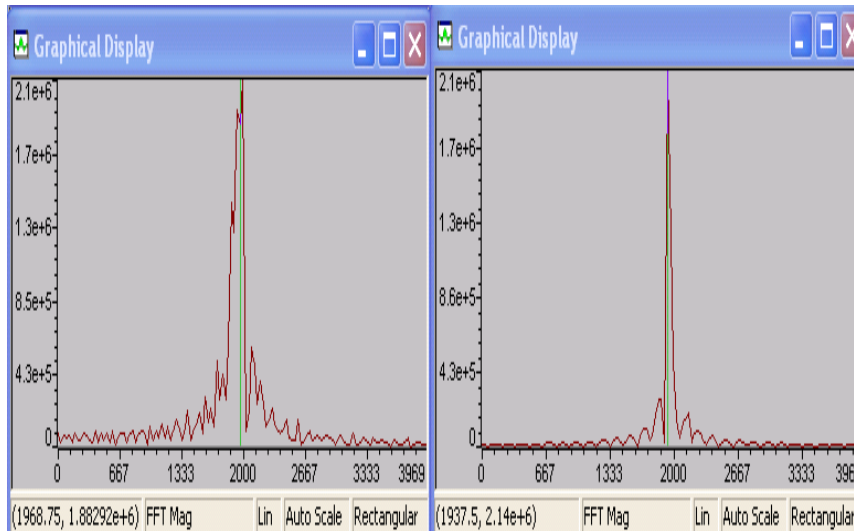 Graphical Display
2.1e+6
1.7e+6
1.3e+6
8.5e+5
4.3e+5
0
0 667 1333 2000 2667 3333 3969
(1968.75, 1.88292e+6) FFT Mag Lin Auto Scale Rectangular
Graphical Display
2.1e+6
1.7e+6
1.3e+6
8.6e+5
4.3e+5
0
0 667 1333 2000 2667 3333
(1937.5, 2.14e+6) FFT Mag Lin Auto Scale Rectangular